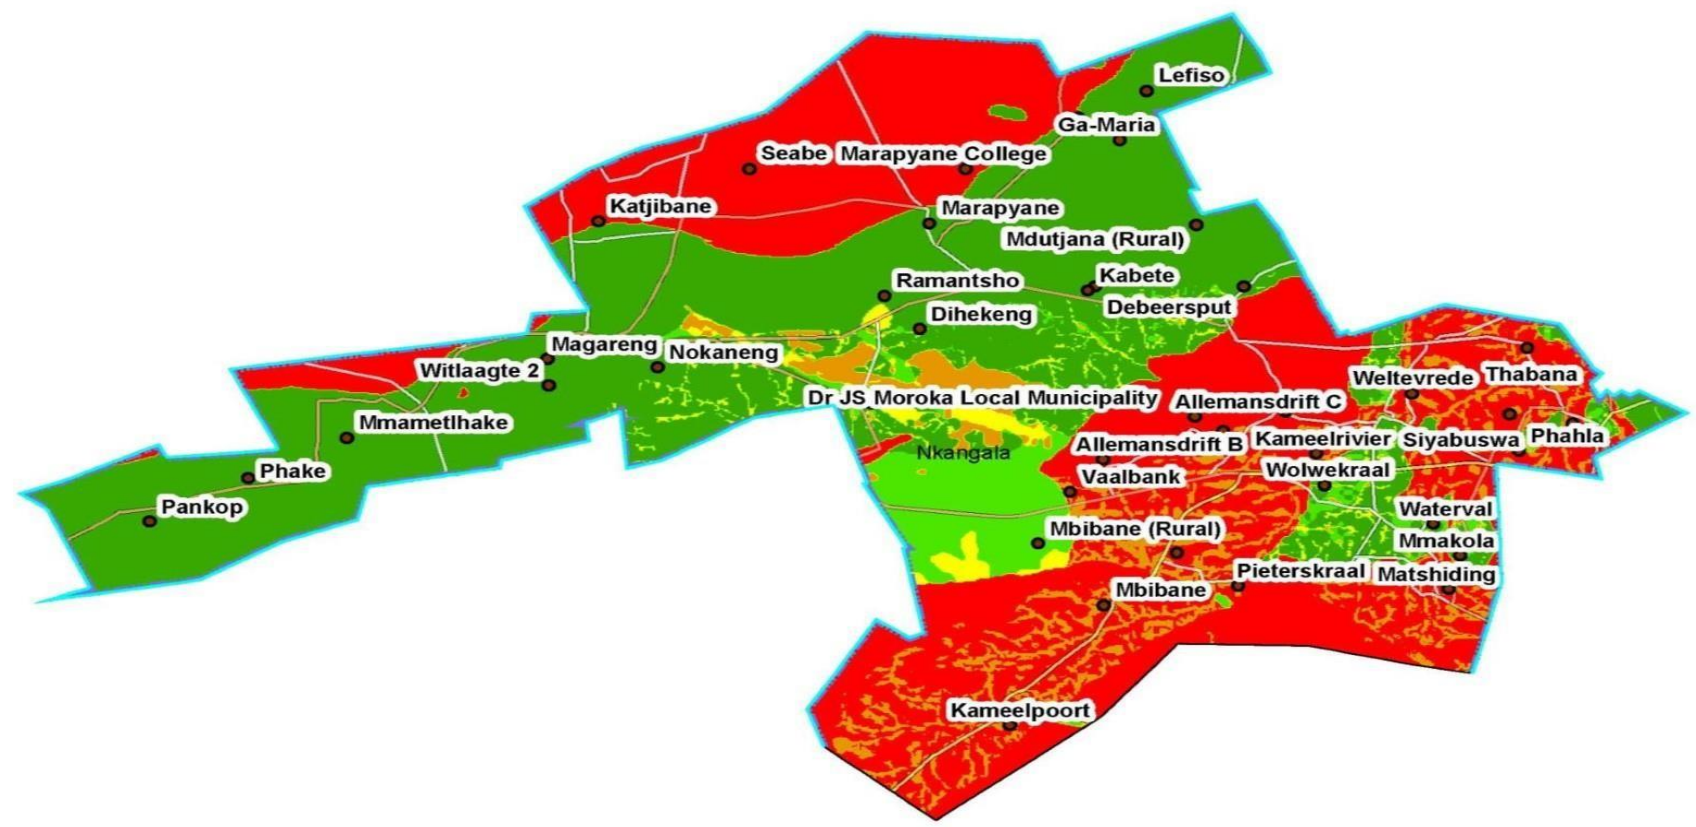 Lefiso
Ga-Maria
Seabe
Marapyane College
Katjibane
Marapyane
Mdutjana (Rural)
Kabete
Ramantsho
Debeersput
Dihekeng
Magareng
Nokaneng
Witlaagte 2
Weltevrede
Thabana
Dr JS Moroka Local Municipality
Allemansdrift C
Mmametlhake
Allemansdrift B
Kameelrivier
Siyabuswa
Phahla
Nkangala
Phake
Wolwekraal
Vaalbank
Pankop
Waterval
Mbibane (Rural)
Mmakola
Pieterskraal
Matshiding
Mbibane
Kameelpoort